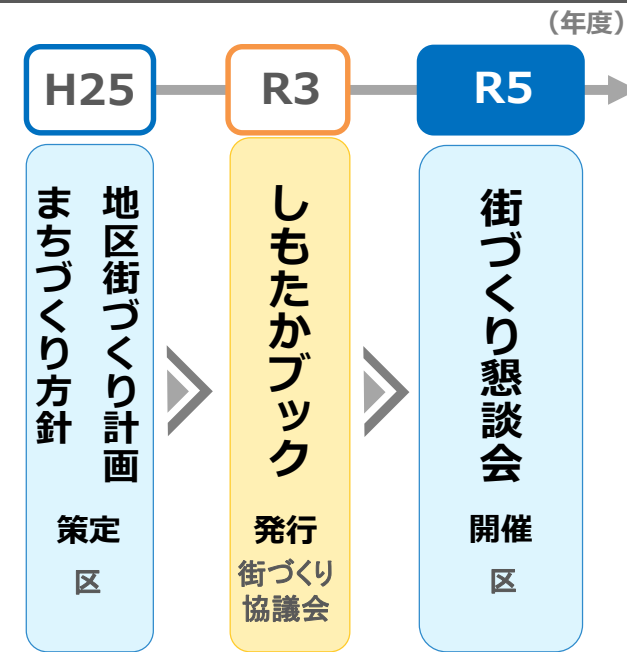 （年度）
H25
地区街づくり計画
まちづくり方針
策定
区
R3
しもたかブック
発行
街づくり
協議会
R5
街づくり懇談会
開催
区